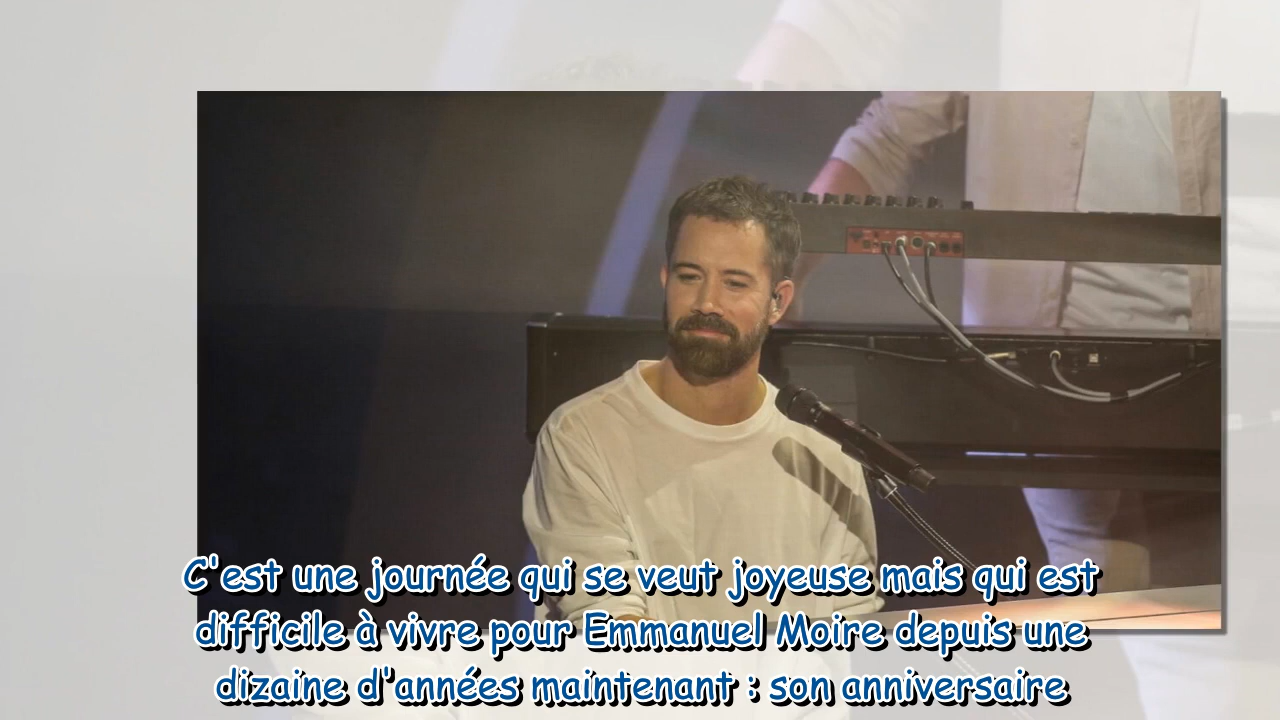 C'est une journée qui se veut joyeuse mais qui est
difficile à vivre pour Emmanuel Moire depuis une
dizaine d'années maintenant : son anniversaire